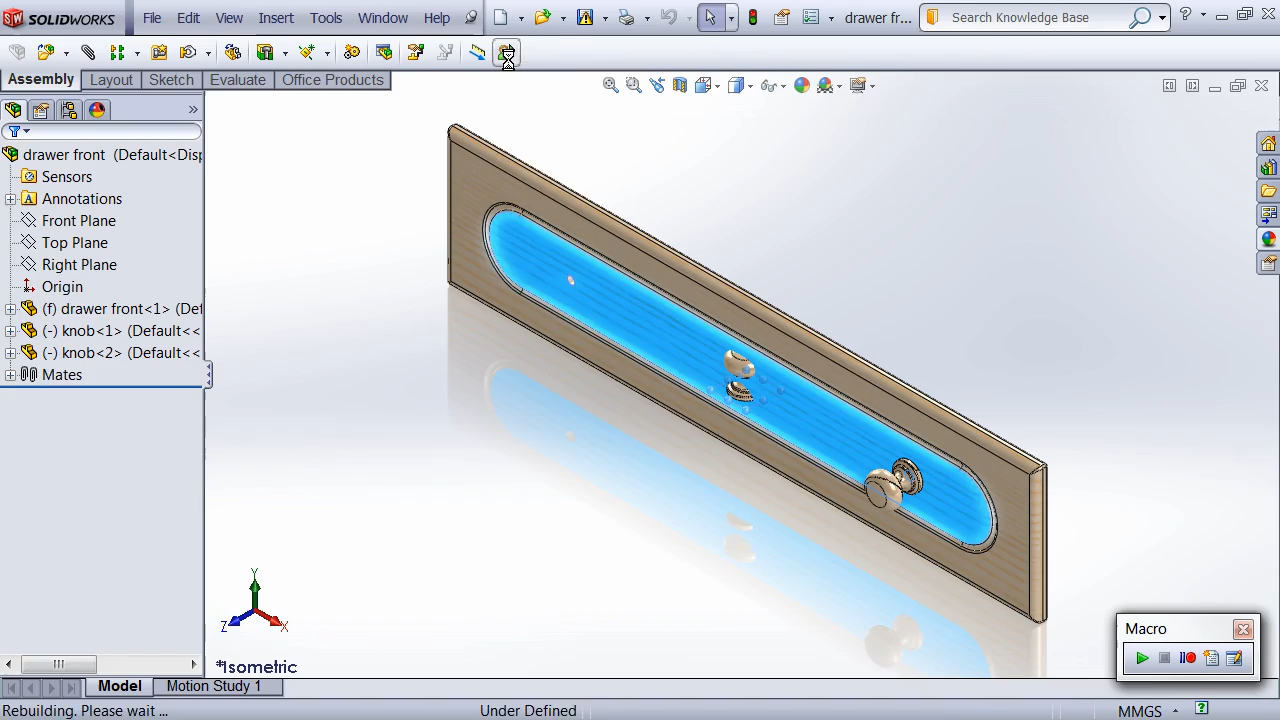 SOLIDWORKS File Edit View Insert Tools Window Help drawer fr... Search Knowledge Base
Assembly Layout Sketch Evaluate Office Products
drawer front (Default<Disp
Sensors
Annotations
Front Plane
Top Plane
Right Plane
Origin
(f) drawer front<1> (Def
(-) knob<1> (Default<<
(-) knob<2> (Default<<
Mates
Y
Z X
*Isometric
Macro
Model Motion Study 1
Rebuilding. Please wait ... Under Defined MMGS